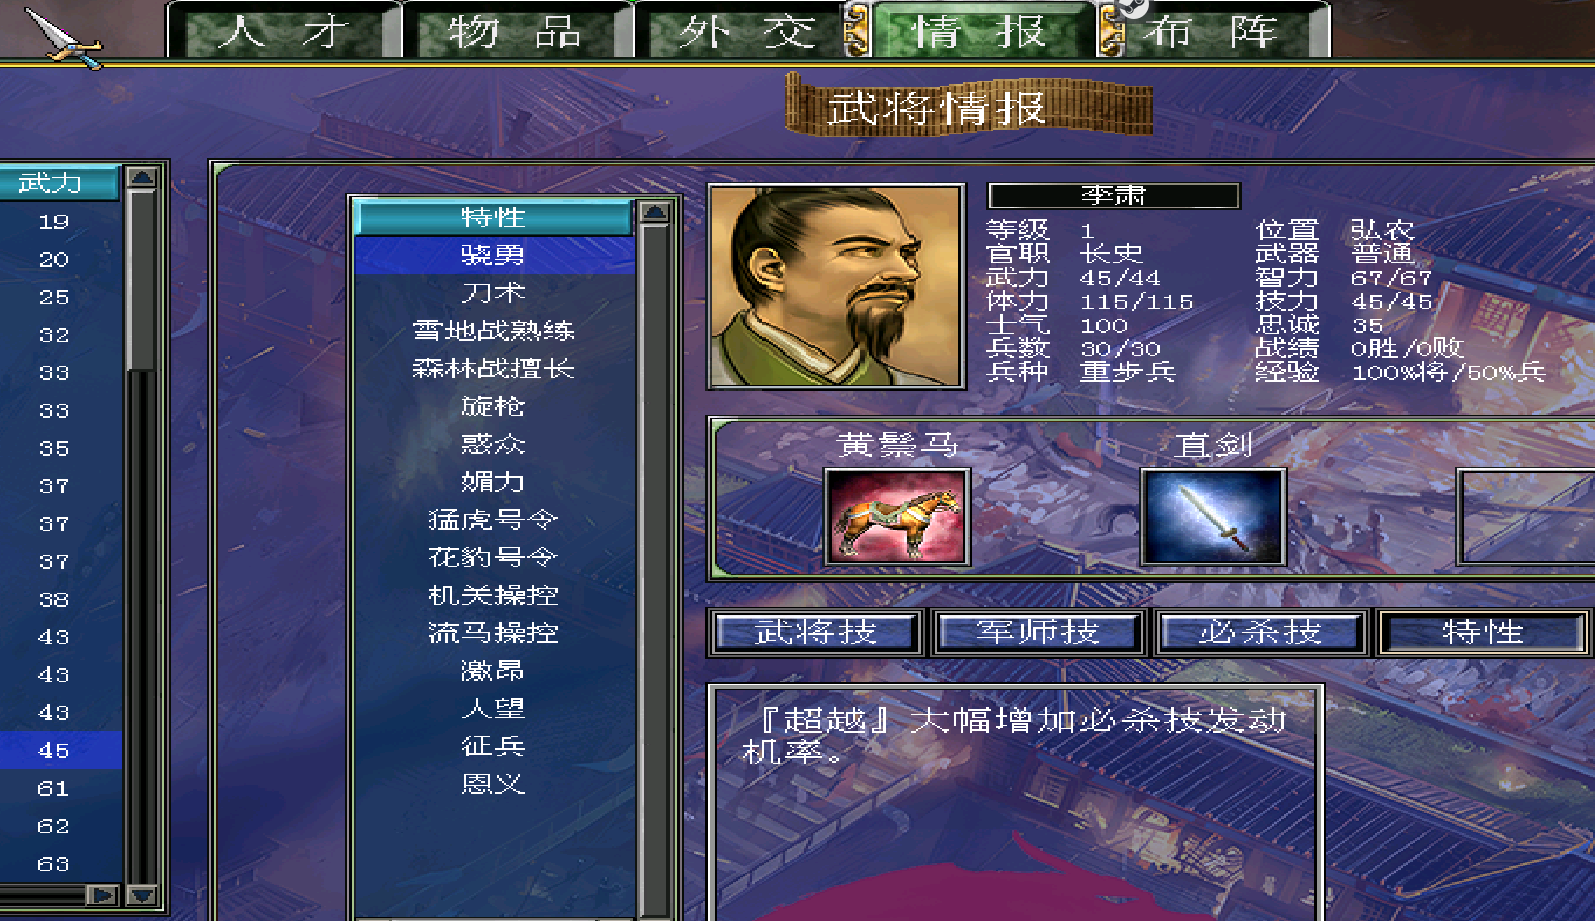 人才 物品 外交 情报 布阵
武将情报
武力
19
20
25
32
33
33
35
37
37
37
38
43
43
43
45
61
62
63
特性
骁勇
刀术
雪地战熟练
森林战擅长
旋枪
惑众
媚力
猛虎号令
花豹号令
机关操控
流马操控
激昂
人望
征兵
恩义
李肃
等级 1 位置 弘农
官职 长史 武器 普通
武力 45/44 智力 67/67
体力 115/115 技力 45/45
士气 100 忠诚 35
兵数 30/30 战绩 0胜/0败
兵种 重步兵 经验 100%将/50%兵
黄鬃马 直剑
武将技 军师技 必杀技 特性
『超越』大幅增加必杀技发动
机率。